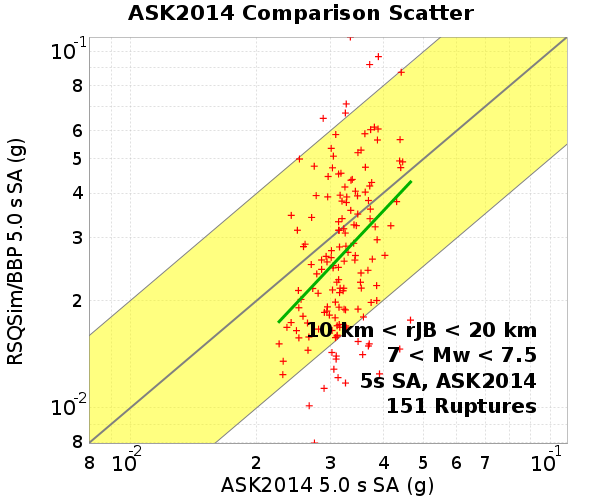 ASK2014 Comparison Scatter
RSQSim/BBP 5.0 s SA (g)
10-1
8
6
5
4
3
2
10-2
8
10 km < rJB < 20 km
7 < Mw < 7.5
5s SA, ASK2014
151 Ruptures
8 10-2 2 3 4 5 6 7 10-1
ASK2014 5.0 s SA (g)